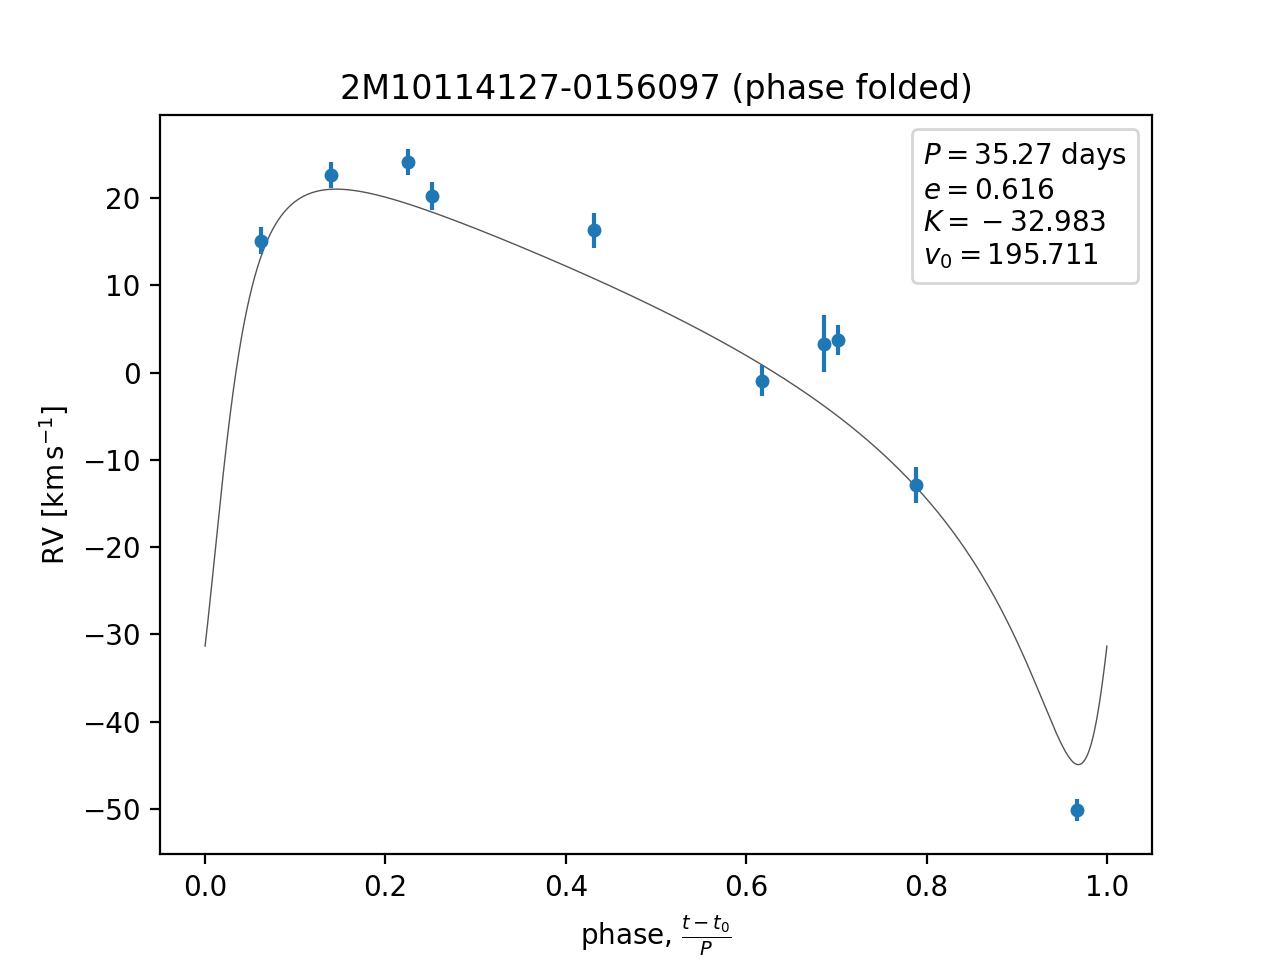 2M10114127-0156097 (phase folded)
P = 35.27 days
e = 0.616
K = −32.983
v₀ = 195.711
RV [km s⁻¹]
20
10
0
−10
−20
−30
−40
−50
0.0 0.2 0.4 0.6 0.8 1.0
phase, (t − t₀)/P